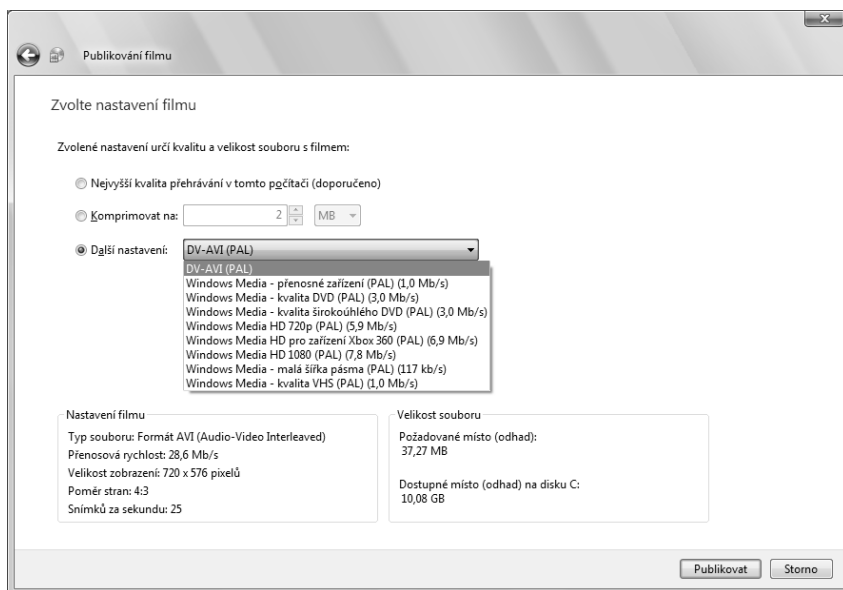 Publikování filmu
Zvolte nastavení filmu
Zvolené nastavení určí kvalitu a velikost souboru s filmem:
Nejvyšší kvalita přehrávání v tomto počítači (doporučeno)
Komprimovat na: 2 MB
Další nastavení: DV-AVI (PAL)
DV-AVI (PAL)
Windows Media - přenosné zařízení (PAL) (1,0 Mb/s)
Windows Media - kvalita DVD (PAL) (3,0 Mb/s)
Windows Media - kvalita širokoúhlého DVD (PAL) (3,0 Mb/s)
Windows Media HD 720p (PAL) (5,9 Mb/s)
Windows Media HD pro zařízení Xbox 360 (PAL) (6,9 Mb/s)
Windows Media HD 1080 (PAL) (7,8 Mb/s)
Windows Media - malá šířka pásma (PAL) (117 kb/s)
Windows Media - kvalita VHS (PAL) (1,0 Mb/s)
Nastavení filmu
Typ souboru: Formát AVI (Audio-Video Interleaved)
Přenosová rychlost: 28,6 Mb/s
Velikost zobrazení: 720 x 576 pixelů
Poměr stran: 4:3
Snímků za sekundu: 25
Velikost souboru
Požadované místo (odhad):
37,27 MB
Dostupné místo (odhad) na disku C:
10,08 GB
Publikovat
Storno